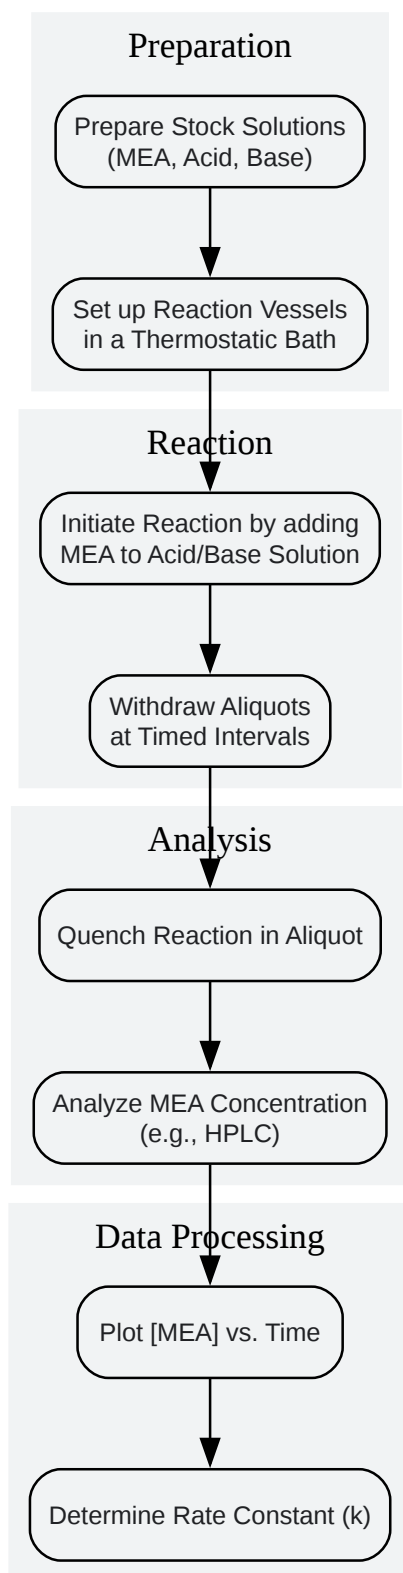 Preparation
Prepare Stock Solutions
(MEA, Acid, Base)
Set up Reaction Vessels
in a Thermostatic Bath
Reaction
Initiate Reaction by adding
MEA to Acid/Base Solution
Withdraw Aliquots
at Timed Intervals
Analysis
Quench Reaction in Aliquot
Analyze MEA Concentration
(e.g., HPLC)
Data Processing
Plot [MEA] vs. Time
Determine Rate Constant (k)